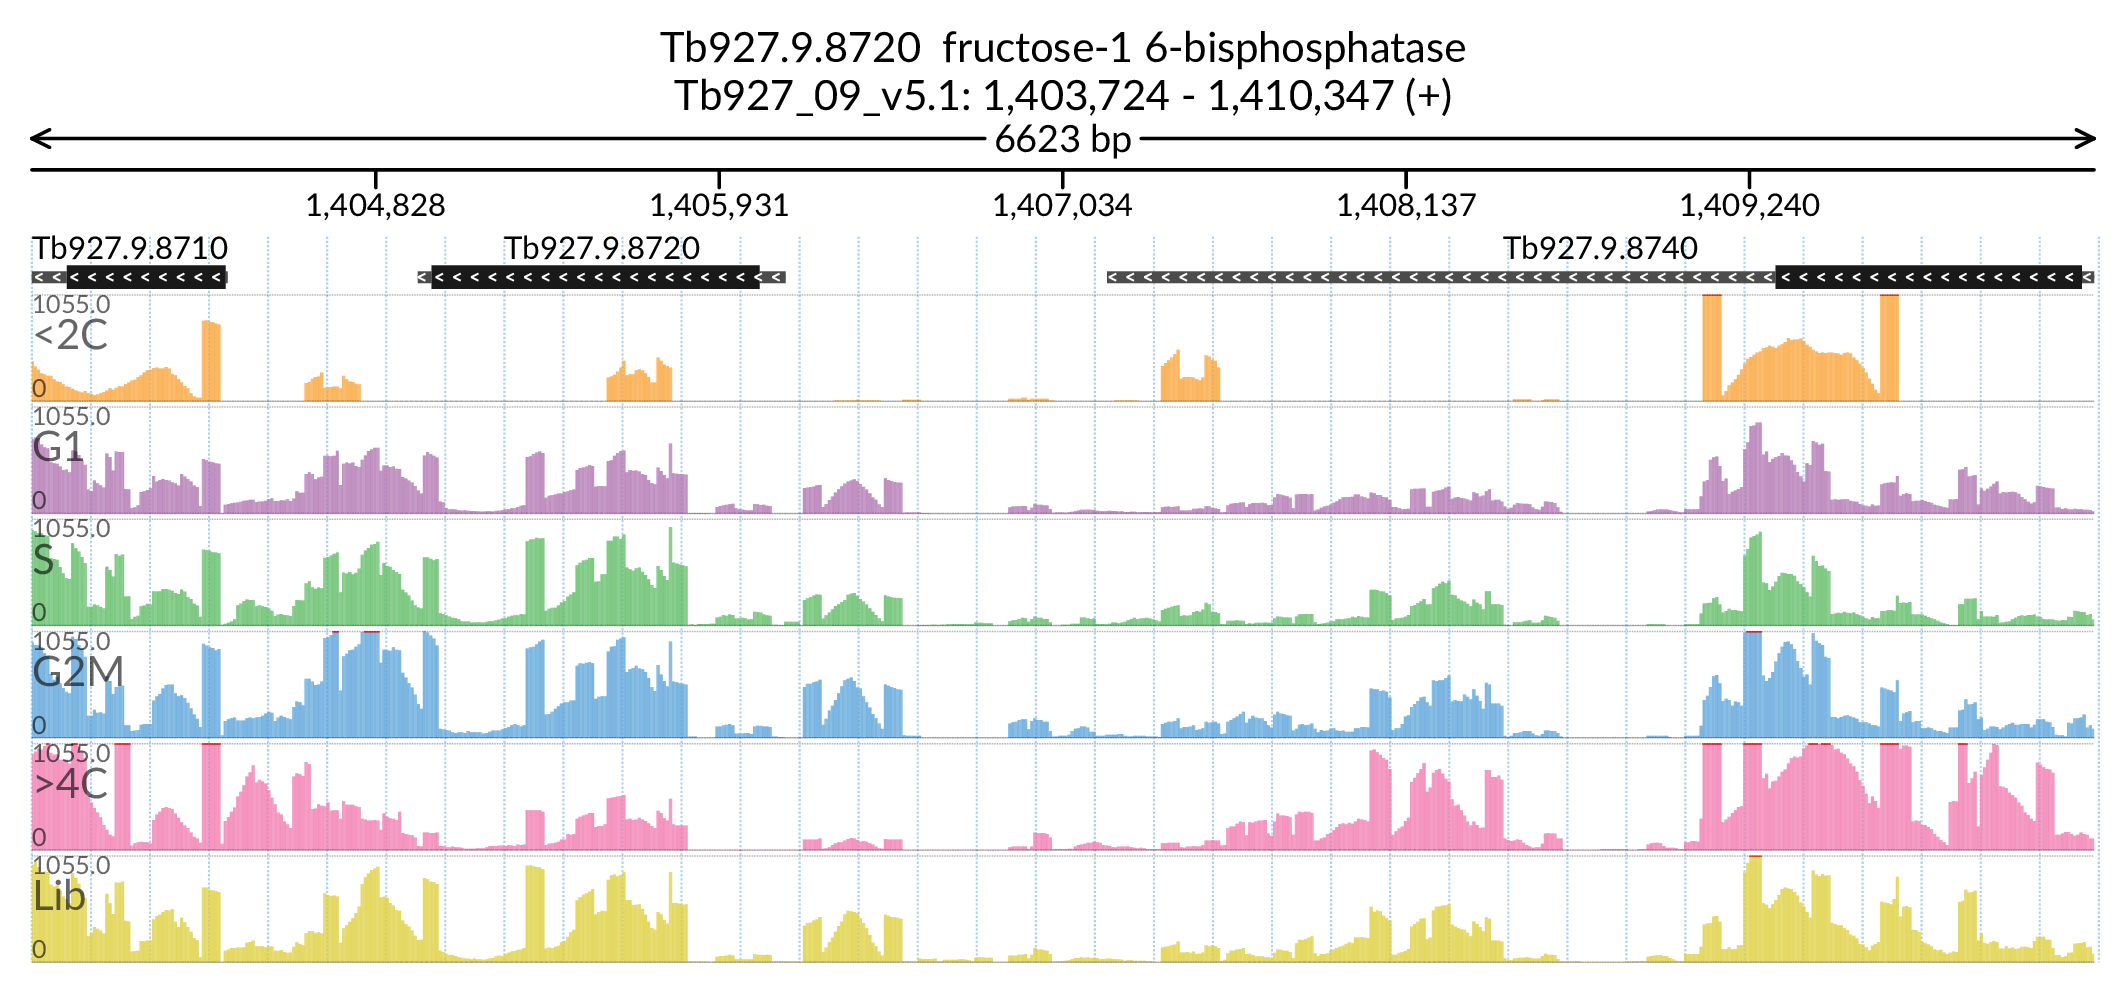 Tb927.9.8720  fructose-1 6-bisphosphatase
Tb927_09_v5.1: 1,403,724 - 1,410,347 (+)
6623 bp
1,404,828 1,405,931 1,407,034 1,408,137 1,409,240
Tb927.9.8710 Tb927.9.8720 Tb927.9.8740
1055.0
<2C
0
1055.0
G1
0
1055.0
S
0
1055.0
G2M
0
1055.0
>4C
0
1055.0
Lib
0